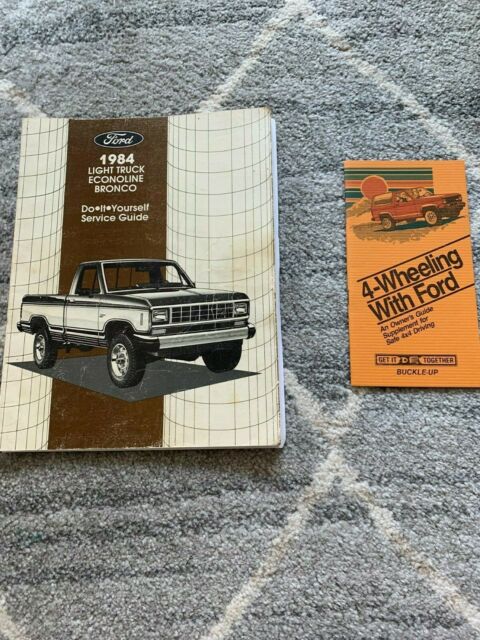 Ford
1984
LIGHT TRUCK
ECONOLINE
BRONCO
Do•It•Yourself
Service Guide
4-Wheeling
With Ford
An Owner's Guide
Supplement for
Safe 4x4 Driving
GET IT TOGETHER
BUCKLE-UP